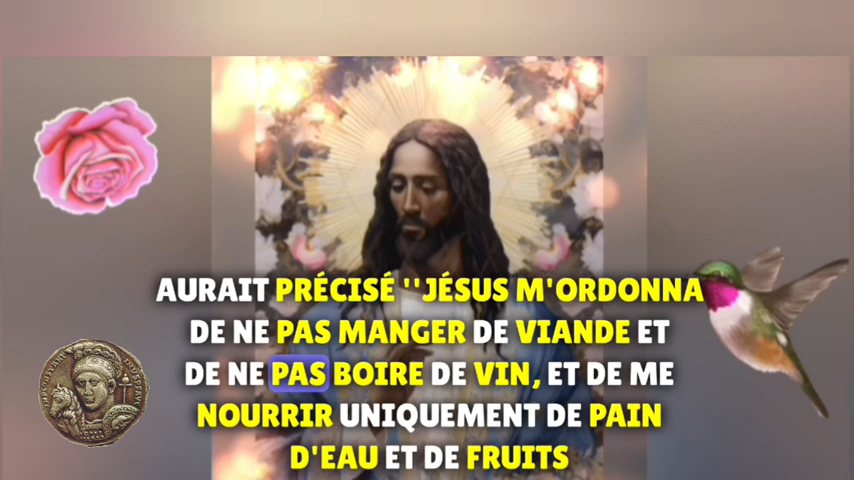 AURAIT PRÉCISÉ ''JÉSUS M'ORDONNA
DE NE PAS MANGER DE VIANDE ET
DE NE PAS BOIRE DE VIN, ET DE ME
NOURRIR UNIQUEMENT DE PAIN
D'EAU ET DE FRUITS